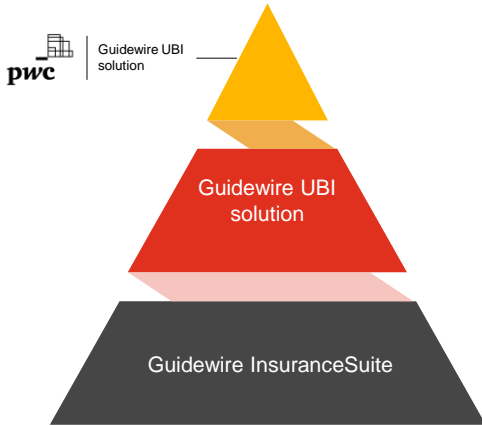 pwc
Guidewire UBI
solution
Guidewire UBI
solution
Guidewire InsuranceSuite